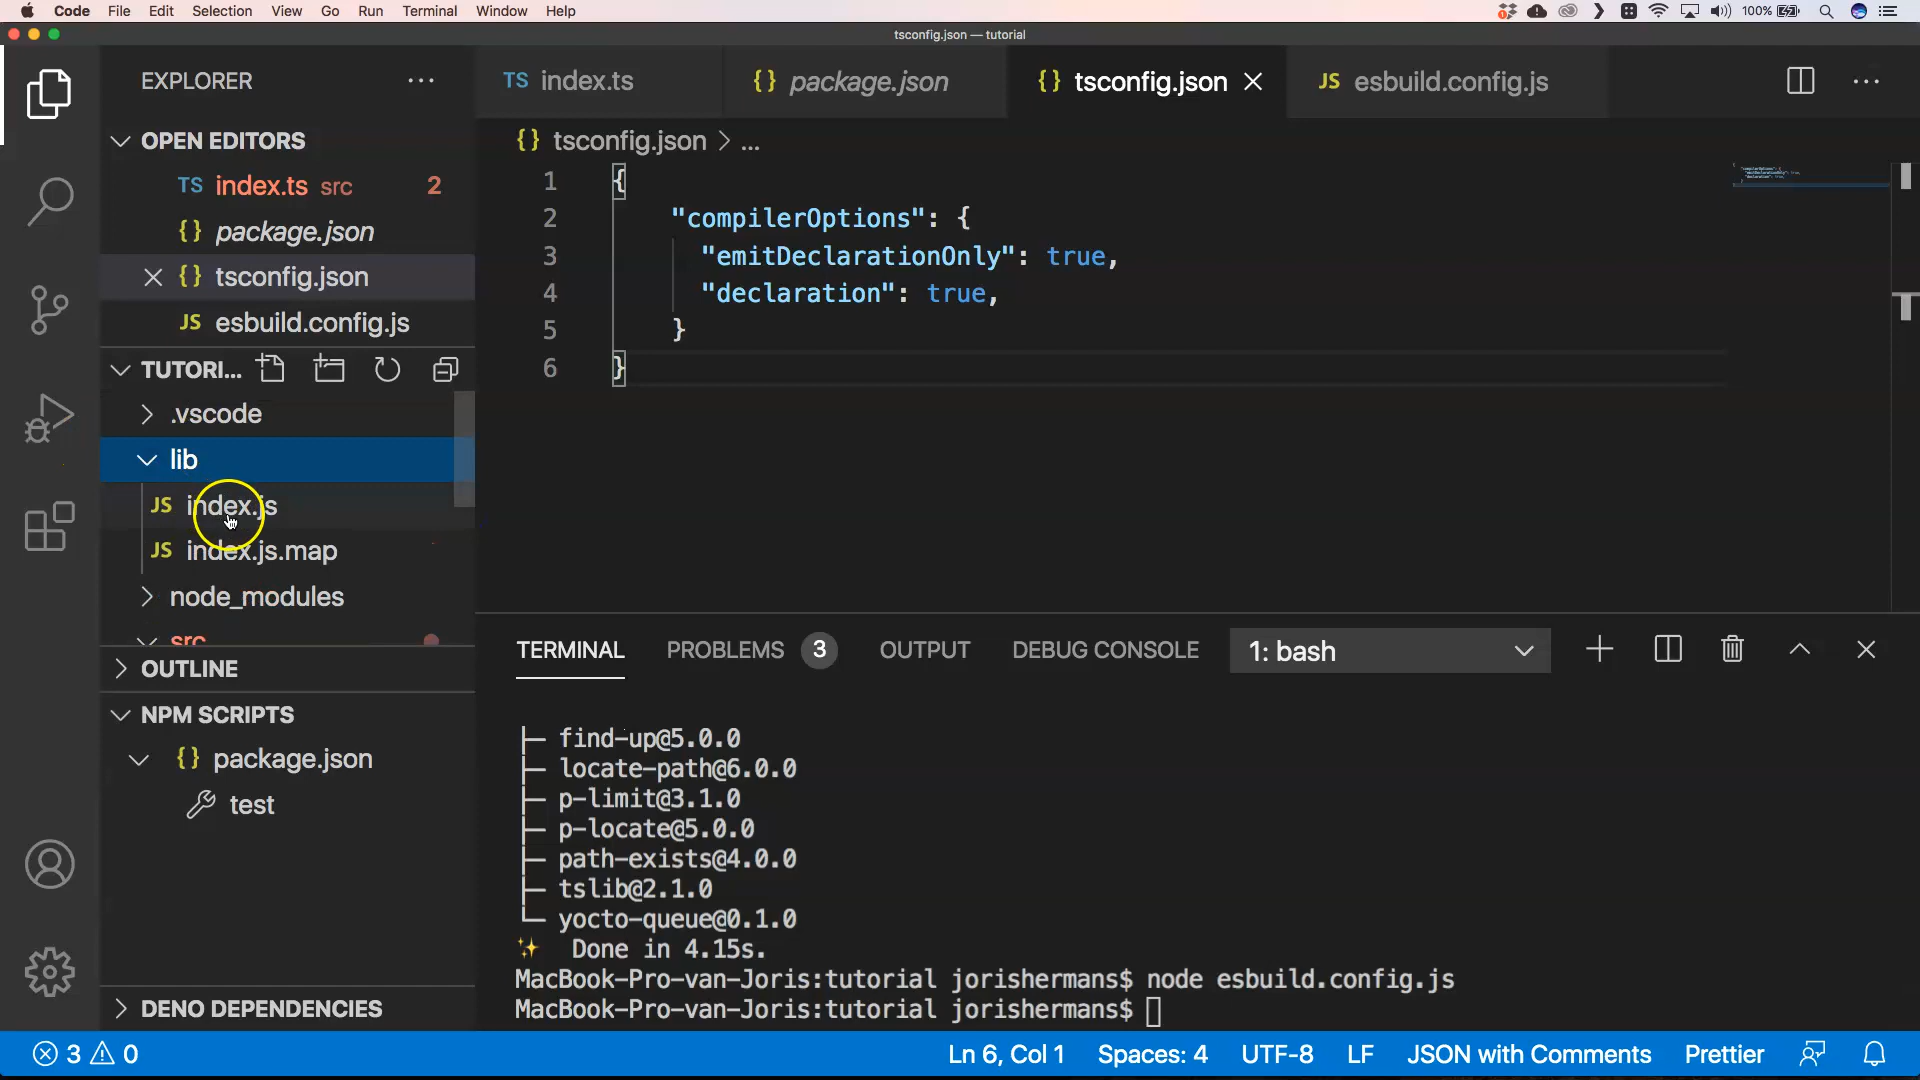 Code File Edit Selection View Go Run Terminal Window Help 100%
tsconfig.json — tutorial
EXPLORER
OPEN EDITORS
TS index.ts src 2
{} package.json
{} tsconfig.json
JS esbuild.config.js
TUTORI...
.vscode
lib
JS index.js
JS index.js.map
node_modules
src
OUTLINE
NPM SCRIPTS
{} package.json
test
DENO DEPENDENCIES
TS index.ts {} package.json {} tsconfig.json JS esbuild.config.js
{} tsconfig.json > ...
1 {
2 "compilerOptions": {
3 "emitDeclarationOnly": true,
4 "declaration": true,
5 }
6 }
TERMINAL PROBLEMS 3 OUTPUT DEBUG CONSOLE 1: bash
├─ find-up@5.0.0
├─ locate-path@6.0.0
├─ p-limit@3.1.0
├─ p-locate@5.0.0
├─ path-exists@4.0.0
├─ tslib@2.1.0
└─ yocto-queue@0.1.0
✨ Done in 4.15s.
MacBook-Pro-van-Joris:tutorial jorishermans$ node esbuild.config.js
MacBook-Pro-van-Joris:tutorial jorishermans$
3 0 Ln 6, Col 1 Spaces: 4 UTF-8 LF JSON with Comments Prettier